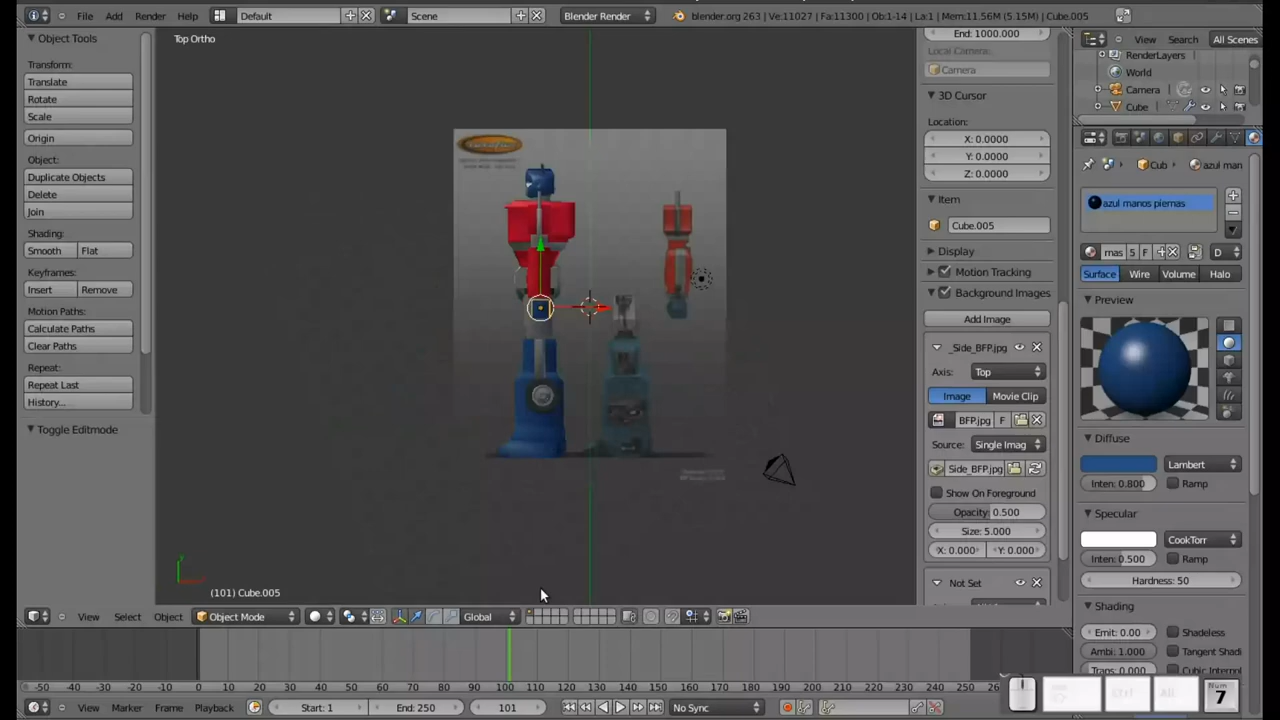 File Add Render Help Default Scene Blender Render blender.org 263 | Ve:11027 | Fa:11300 | Ob:1-14 | La:1 | Mem:11.56M (5.15M) | Cube.005
Object Tools
Transform:
Translate
Rotate
Scale
Origin
Object:
Duplicate Objects
Delete
Join
Shading:
Smooth Flat
Keyframes:
Insert Remove
Motion Paths:
Calculate Paths
Clear Paths
Repeat:
Repeat Last
History...
Toggle Editmode
Top Ortho
(101) Cube.005
View Select Object Object Mode Global
End: 1000.000
Local Camera:
Camera
3D Cursor
Location:
X: 0.0000
Y: 0.0000
Z: 0.0000
Item
Cube.005
Display
Motion Tracking
Background Images
Add Image
_Side_BFP.jpg
Axis: Top
Image Movie Clip
BFP.jpg F
Source: Single Imag
Side_BFP.jpg
Show On Foreground
Opacity: 0.500
Size: 5.000
X: 0.000 Y: 0.000
Not Set
View Search All Scenes
RenderLayers
World
Camera
Cube
Cub azul man
azul manos piernas
mas 5 F D
Surface Wire Volume Halo
Preview
Diffuse
Lambert
Inten: 0.800 Ramp
Specular
CookTorr
Inten: 0.500 Ramp
Hardness: 50
Shading
Emit: 0.00 Shadeless
Ambi: 1.000 Tangent Shadi
Trans: 0.000 Cubic Interpol
-50 -40 -30 -20 -10 0 10 20 30 40 50 60 70 80 90 100 110 120 130 140 150 160 170 180 190 200 210 220 230 240 250
View Marker Frame Playback Start: 1 End: 250 101 No Sync
Ctrl Alt Num 7